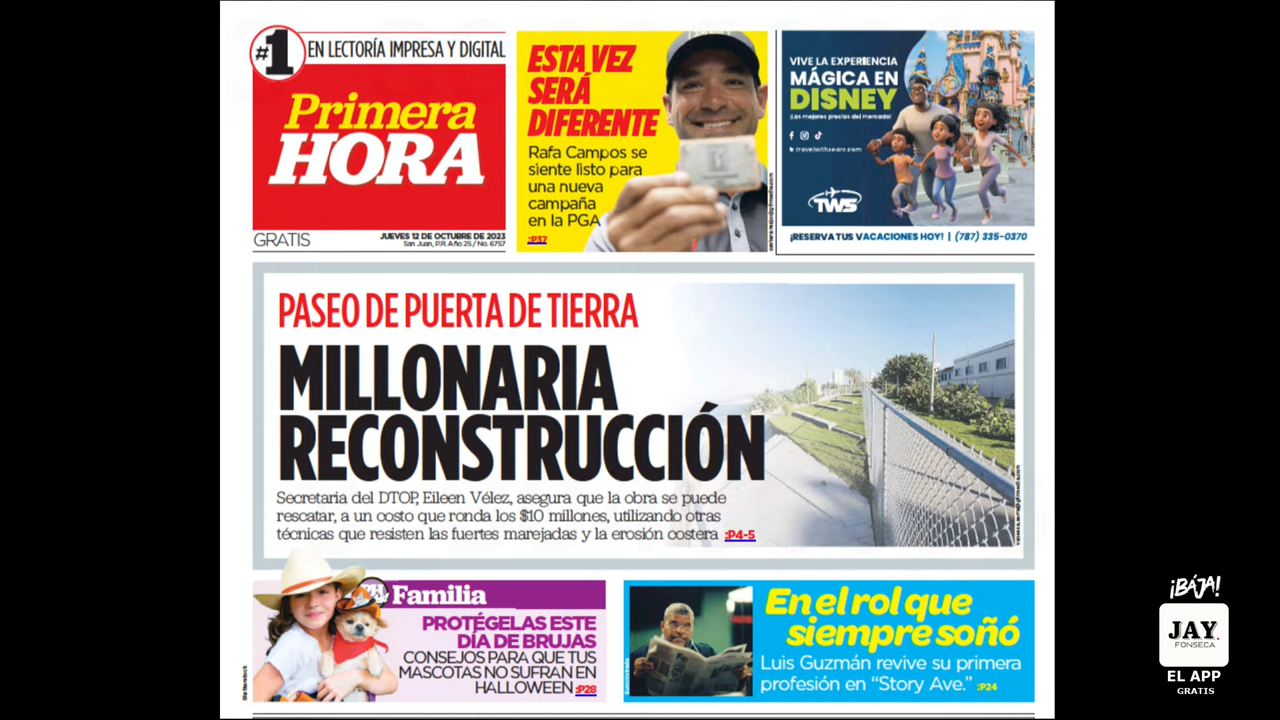 #1 EN LECTORÍA IMPRESA Y DIGITAL
Primera
HORA
GRATIS
JUEVES 12 DE OCTUBRE DE 2023
San Juan, P.R. Año 25 / No. 6757
ESTA VEZ
SERÁ
DIFERENTE
Rafa Campos se
siente listo para
una nueva
campaña
en la PGA
:P37
VIVE LA EXPERIENCIA
MÁGICA EN
DISNEY
¡Los mejores precios del mercado!
travelwithsearv.com
TWS
¡RESERVA TUS VACACIONES HOY! | (787) 335-0370
PASEO DE PUERTA DE TIERRA
MILLONARIA
RECONSTRUCCIÓN
Secretaria del DTOP, Eileen Vélez, asegura que la obra se puede
rescatar, a un costo que ronda los $10 millones, utilizando otras
técnicas que resisten las fuertes marejadas y la erosión costera :P4-5
PH Familia
PROTÉGELAS ESTE
DÍA DE BRUJAS
CONSEJOS PARA QUE TUS
MASCOTAS NO SUFRAN EN
HALLOWEEN :P28
Shutterstock
En el rol que
siempre soñó
Luis Guzmán revive su primera
profesión en “Story Ave.” :P24
¡BÁJA!
JAY.
FONSECA
EL APP
GRATIS